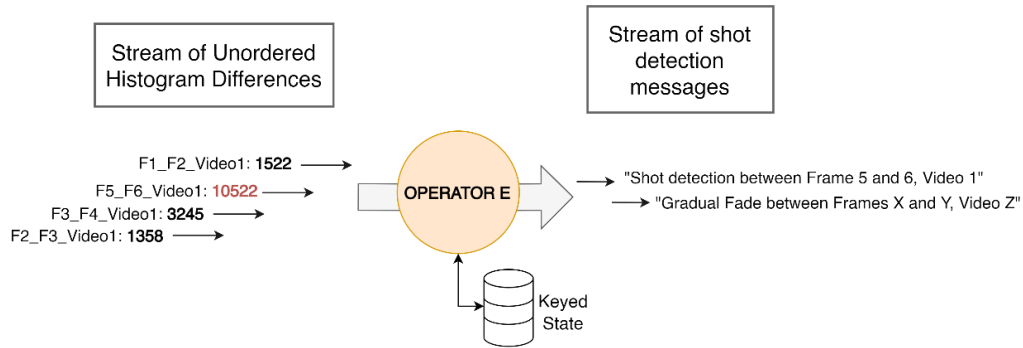 Stream of Unordered
Histogram Differences
Stream of shot
detection
messages
F1_F2_Video1: 1522
F5_F6_Video1: 10522
F3_F4_Video1: 3245
F2_F3_Video1: 1358
OPERATOR E
"Shot detection between Frame 5 and 6, Video 1"
"Gradual Fade between Frames X and Y, Video Z"
Keyed
State